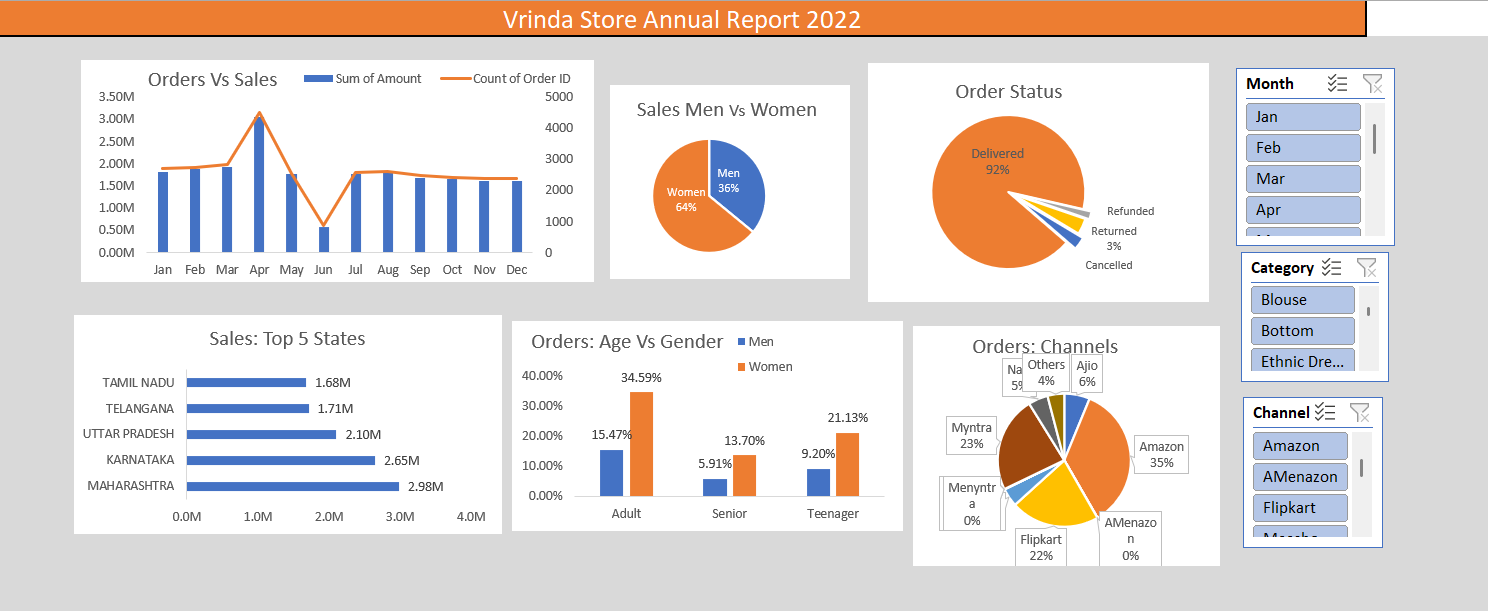 Vrinda Store Annual Report 2022
Orders Vs Sales
Sum of Amount
Count of Order ID
3.50M
3.00M
2.50M
2.00M
1.50M
1.00M
0.50M
0.00M
5000
4000
3000
2000
1000
0
Jan Feb Mar Apr May Jun Jul Aug Sep Oct Nov Dec
Sales Men Vs Women
Men
36%
Women
64%
Order Status
Delivered
92%
Refunded
Returned
3%
Cancelled
Month
Jan
Feb
Mar
Apr
Category
Blouse
Bottom
Ethnic Dre...
Channel
Amazon
AMenazon
Flipkart
Sales: Top 5 States
TAMIL NADU 1.68M
TELANGANA 1.71M
UTTAR PRADESH 2.10M
KARNATAKA 2.65M
MAHARASHTRA 2.98M
0.0M 1.0M 2.0M 3.0M 4.0M
Orders: Age Vs Gender
Men
Women
40.00%
30.00%
20.00%
10.00%
0.00%
15.47%
34.59%
5.91%
13.70%
9.20%
21.13%
Adult Senior Teenager
Orders: Channels
Na
5%
Others
4%
Ajio
6%
Myntra
23%
Amazon
35%
Menyntr
a
0%
Flipkart
22%
AMenazo
n
0%